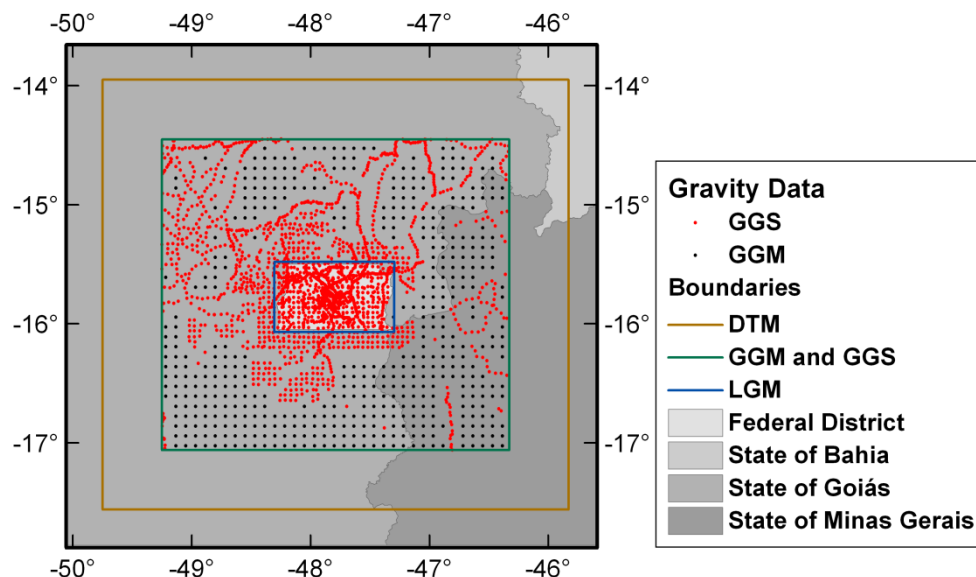 -50° -49° -48° -47° -46°
-14° -14°
-15° -15°
-16° -16°
-17° -17°
-50° -49° -48° -47° -46°
Gravity Data
GGS
GGM
Boundaries
DTM
GGM and GGS
LGM
Federal District
State of Bahia
State of Goiás
State of Minas Gerais